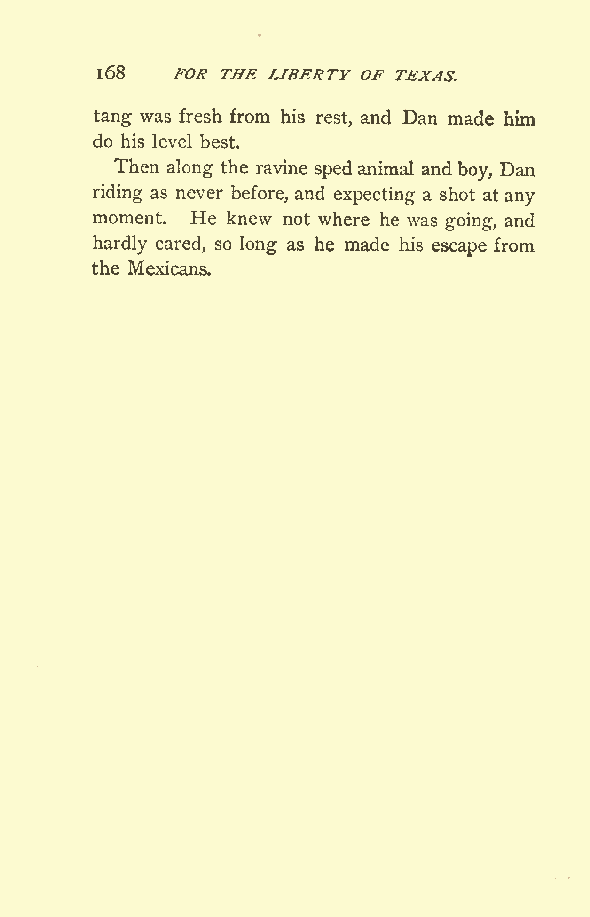 168 FOR THE LIBERTY OF TEXAS.
tang was fresh from his rest, and Dan made him
do his level best.
Then along the ravine sped animal and boy, Dan
riding as never before, and expecting a shot at any
moment. He knew not where he was going, and
hardly cared, so long as he made his escape from
the Mexicans.